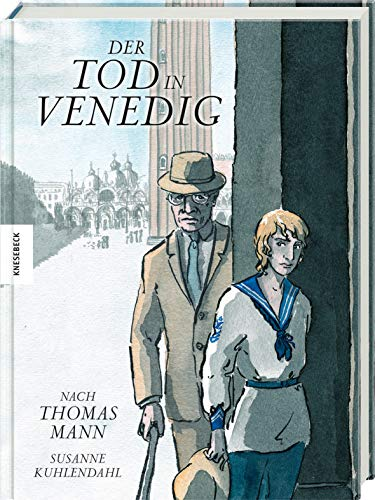 DER
TOD IN
VENEDIG
NACH
THOMAS
MANN
SUSANNE
KUHLENDAHL
KNESEBECK